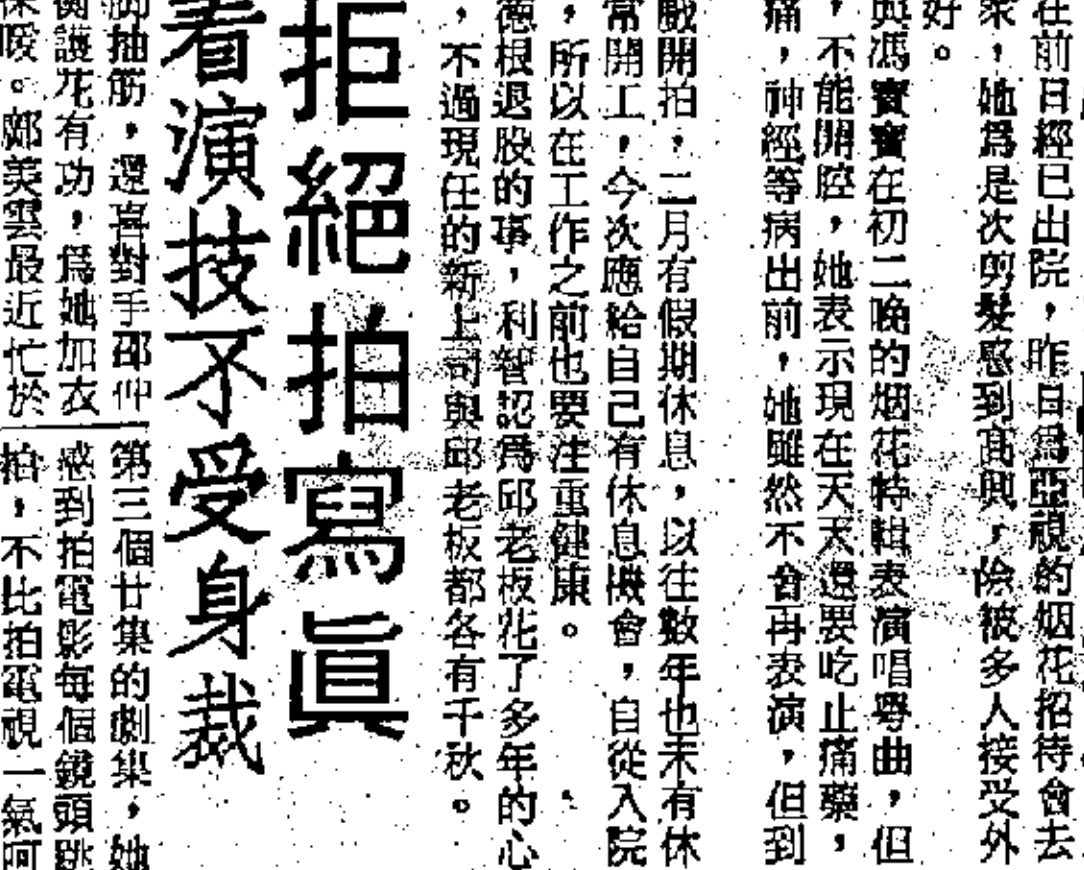 在前日經已出院，昨日爲亞視的烟花招待會去
來，她爲是次剪髮感到高興，險被多人接受外
好。
與馮寶寶在初二晚的烟花特輯表演唱粵曲，但
，不能開腔，她表示現在天天還要吃止痛藥，
痛，神經等病出前，她雖然不會再表演，但到
戲開拍，二月有假期休息，以往數年也未有休
常開工，今次應給自己有休息機會，自從入院
，所以在工作之前也要注重健康。
德根退股的事，利智認爲邱老板花了多年的心
，不過現任的新上司與邱老板都各有千秋。
拒絕拍寫眞
看演技不受身裁
脚抽筋，還喜對手邵仲
衡護花有功，爲她加衣
保暖。鄺美雲最近忙於
第三個廿集的劇集，她
感到拍電影每個鏡頭跳
拍，不比拍電視一氣呵